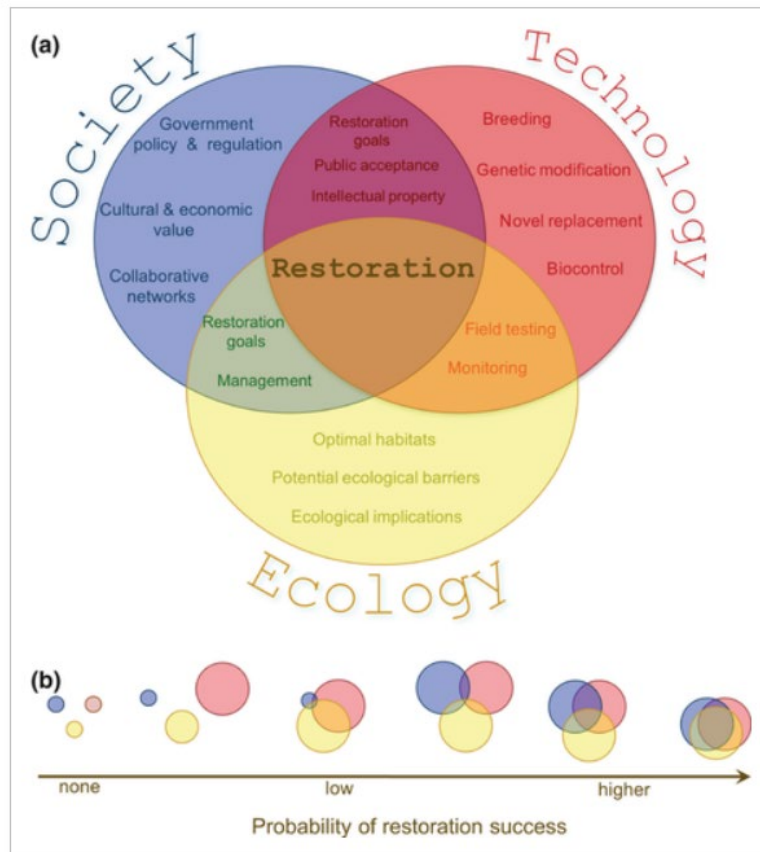 (a)
Society
Technology
Government
policy & regulation
Cultural & economic
value
Collaborative
networks
Restoration
goals
Public acceptance
Intellectual property
Breeding
Genetic modification
Novel replacement
Biocontrol
Restoration
Restoration
goals
Management
Field testing
Monitoring
Optimal habitats
Potential ecological barriers
Ecological implications
Ecology
(b)
none
low
higher
Probability of restoration success